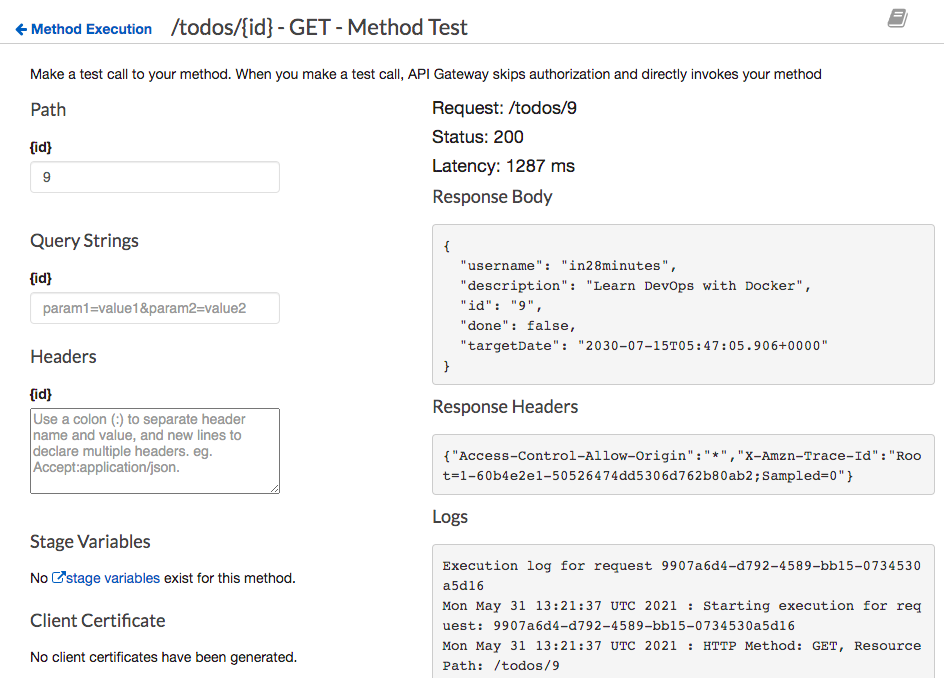 Method Execution /todos/{id} - GET - Method Test
Make a test call to your method. When you make a test call, API Gateway skips authorization and directly invokes your method
Path
{id}
9
Query Strings
{id}
param1=value1&param2=value2
Headers
{id}
Use a colon (:) to separate header
name and value, and new lines to
declare multiple headers. eg.
Accept:application/json.
Stage Variables
No stage variables exist for this method.
Client Certificate
No client certificates have been generated.
Request: /todos/9
Status: 200
Latency: 1287 ms
Response Body
{
"username": "in28minutes",
"description": "Learn DevOps with Docker",
"id": "9",
"done": false,
"targetDate": "2030-07-15T05:47:05.906+0000"
}
Response Headers
{"Access-Control-Allow-Origin":"*","X-Amzn-Trace-Id":"Roo
t=1-60b4e2e1-50526474dd5306d762b80ab2;Sampled=0"}
Logs
Execution log for request 9907a6d4-d792-4589-bb15-0734530
a5d16
Mon May 31 13:21:37 UTC 2021 : Starting execution for req
uest: 9907a6d4-d792-4589-bb15-0734530a5d16
Mon May 31 13:21:37 UTC 2021 : HTTP Method: GET, Resource
Path: /todos/9